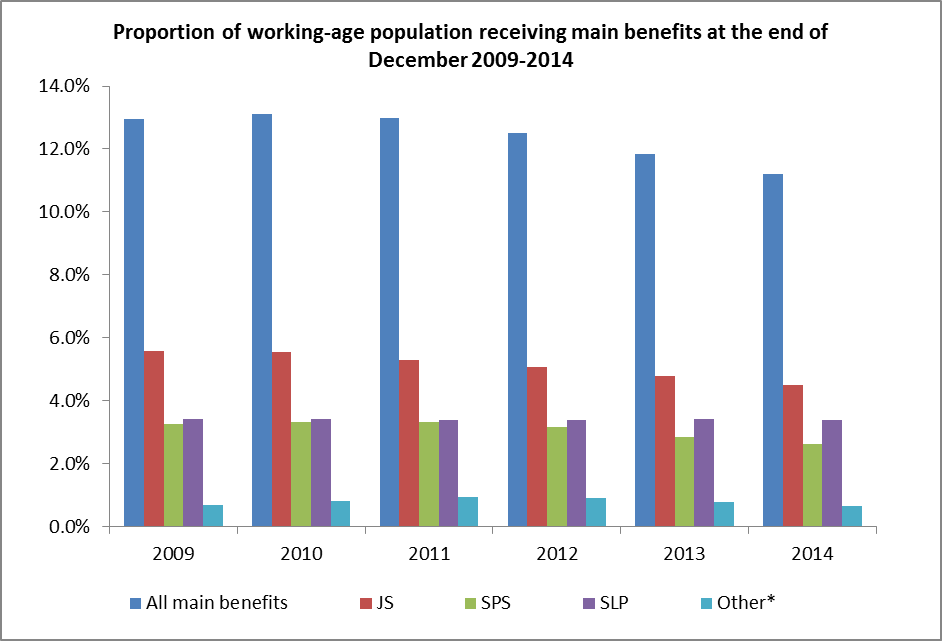 Proportion of working-age population receiving main benefits at the end of
December 2009-2014
14.0%
12.0%
10.0%
8.0%
6.0%
4.0%
2.0%
0.0%
2009 2010 2011 2012 2013 2014
All main benefits JS SPS SLP Other*